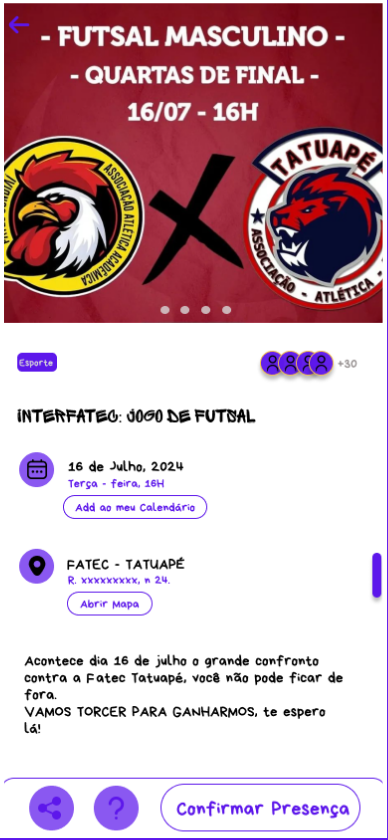 - FUTSAL MASCULINO -
- QUARTAS DE FINAL -
16/07 - 16H
ASSOCIAÇÃO ATLÉTICA ACADÊMICA
TATUAPÉ
ASSOCIAÇÃO - ATLÉTICA -
Esporte
+30
INTERFATEC: JOGO DE FUTSAL
16 de Julho, 2024
Terça - feira, 16H
Add ao meu Calendário
FATEC - TATUAPÉ
R. xxxxxxxxx, n 24.
Abrir Mapa
Acontece dia 16 de julho o grande confronto
contra a Fatec Tatuapé, você não pode ficar de
fora.
VAMOS TORCER PARA GANHARMOS, te espero
lá!
?
Confirmar Presença